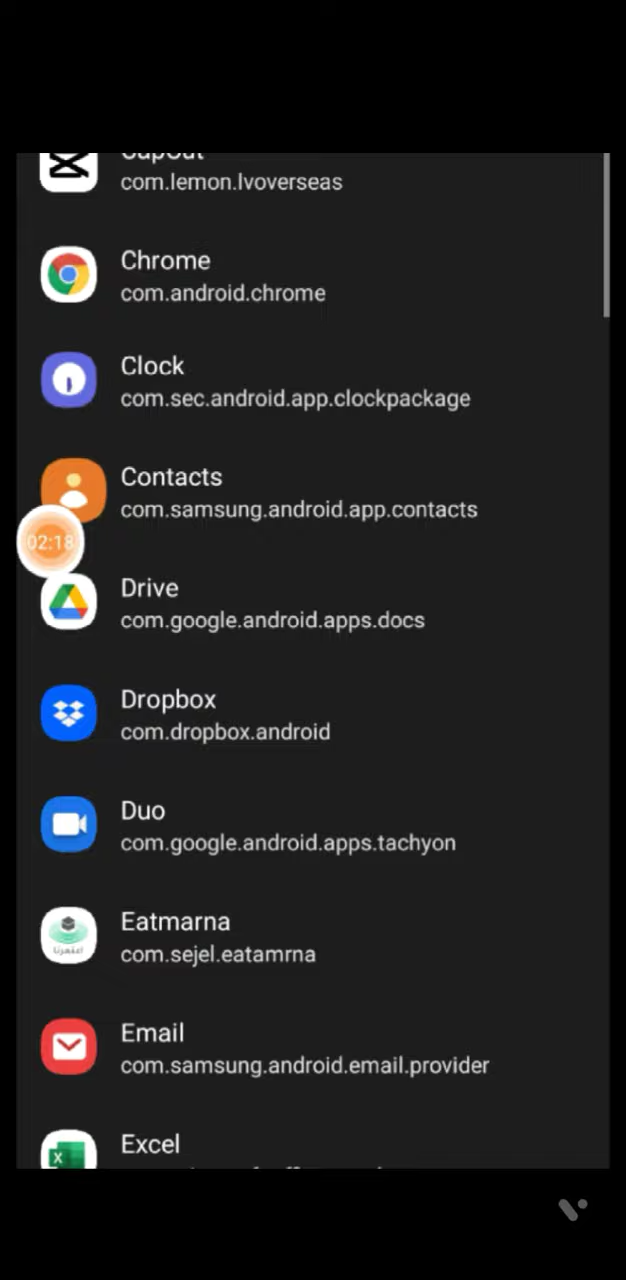 CapCut
com.lemon.lvoverseas
Chrome
com.android.chrome
Clock
com.sec.android.app.clockpackage
Contacts
com.samsung.android.app.contacts
02:18
Drive
com.google.android.apps.docs
Dropbox
com.dropbox.android
Duo
com.google.android.apps.tachyon
Eatmarna
com.sejel.eatamrna
اعتمرنا
Email
com.samsung.android.email.provider
Excel
X